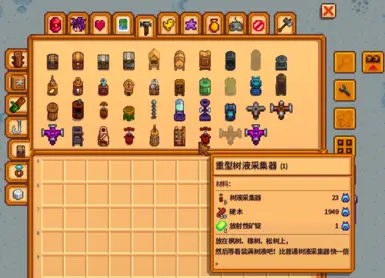 重型树液采集器 (1)
材料:
树液采集器 23
硬木 1949
放射性矿锭 1
放在枫树、橡树、松树上,
然后等着装满树液吧！比普通树液采集器快一倍
。